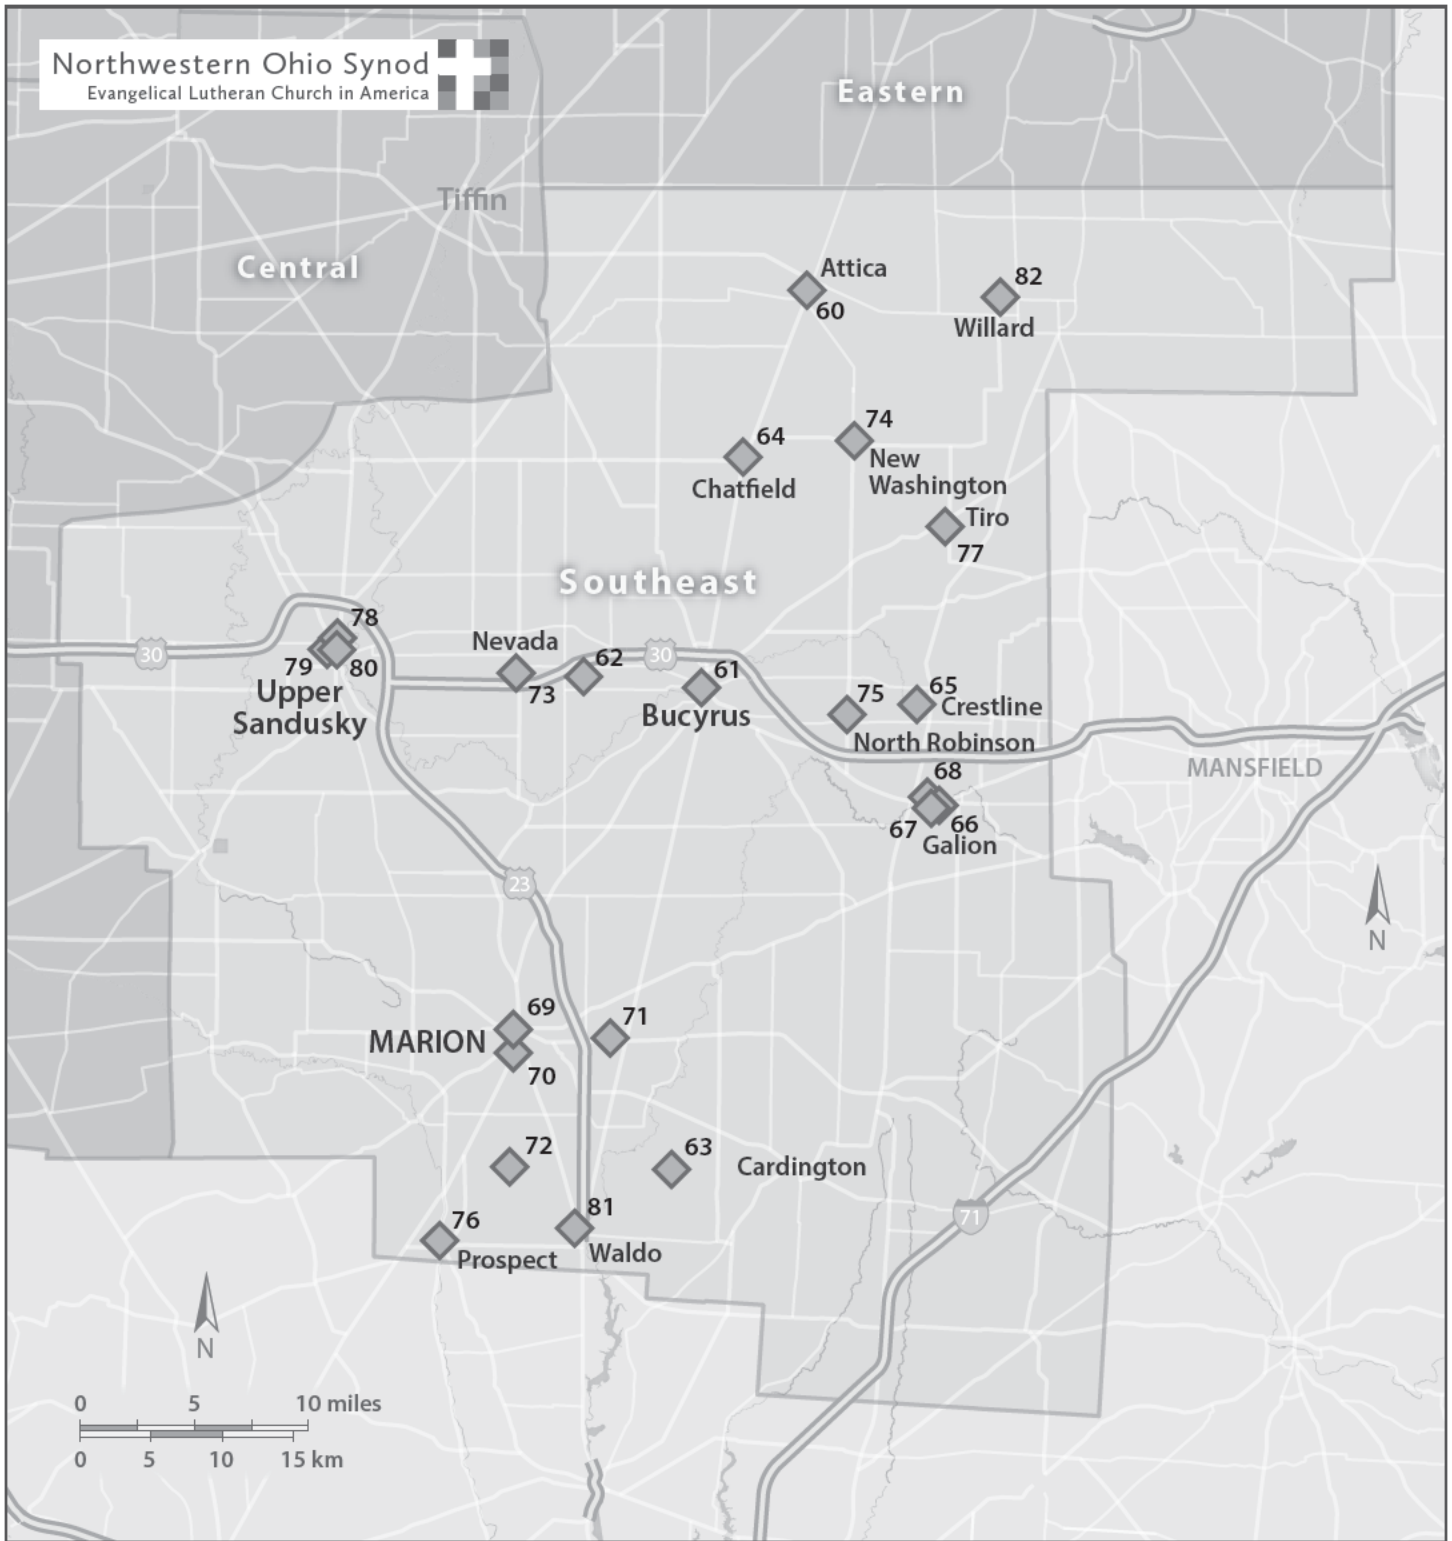 Northwestern Ohio Synod
Evangelical Lutheran Church in America
Eastern
Tiffin
Central
Attica
60
82
Willard
74
New
Washington
64
Chatfield
Tiro
77
Southeast
78
79
80
Upper
Sandusky
30
Nevada
73
62
30
61
Bucyrus
75
North Robinson
65
Crestline
68
67
66
Galion
MANSFIELD
23
N
69
MARION
70
71
72
63
Cardington
81
Waldo
76
Prospect
71
N
0 5 10 miles
0 5 10 15 km